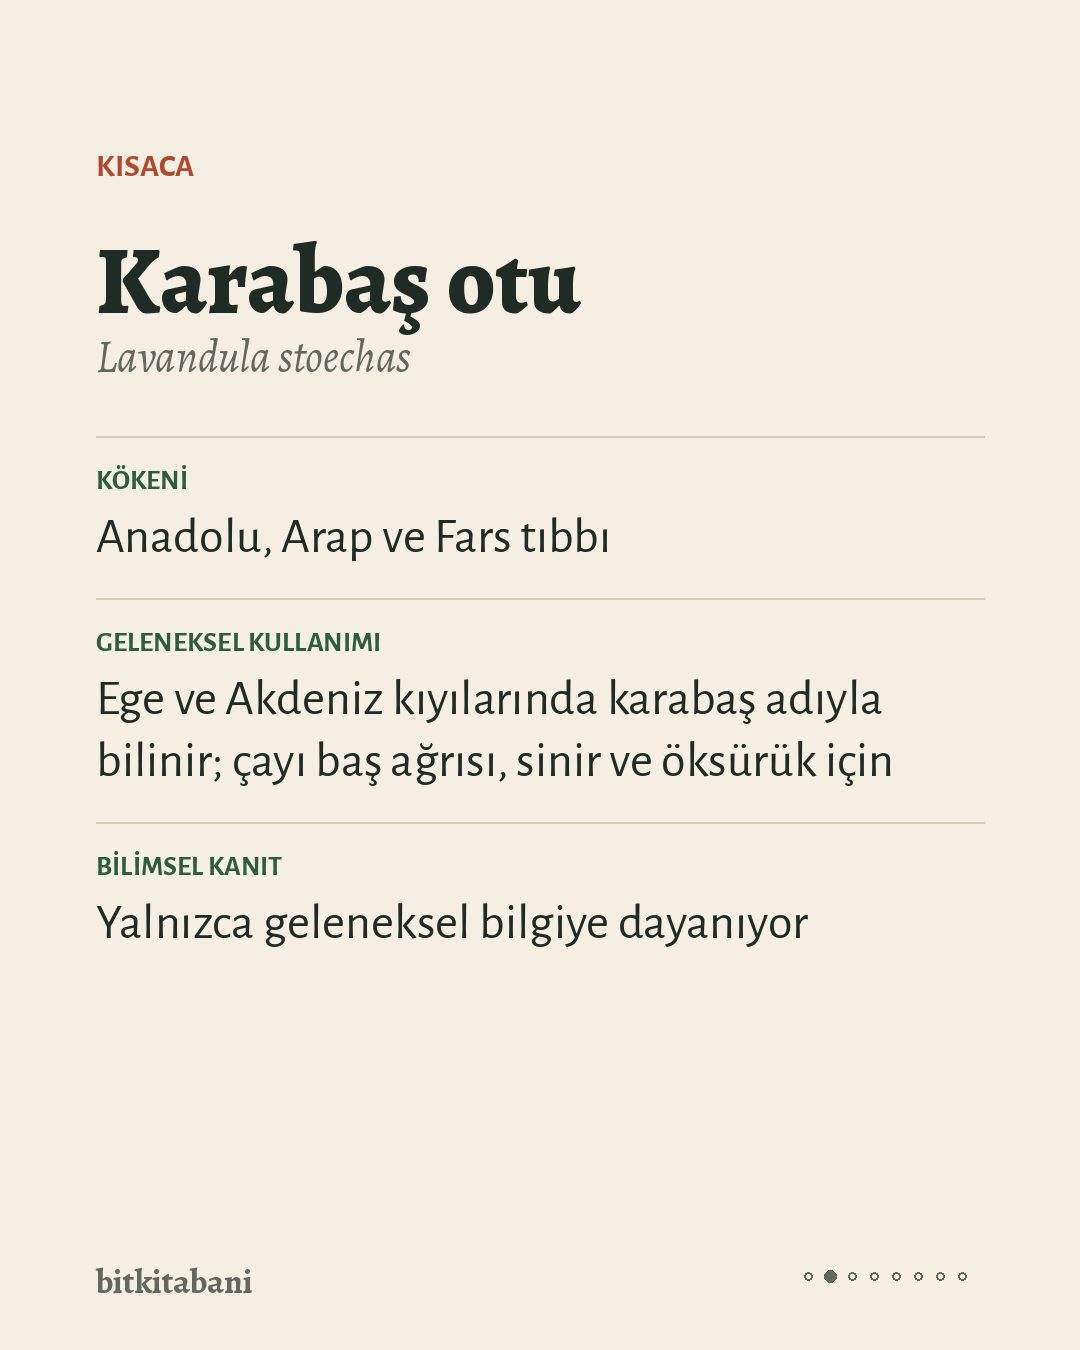 KISACA
Karabaş otu
Lavandula stoechas
KÖKENİ
Anadolu, Arap ve Fars tıbbı
GELENEKSEL KULLANIMI
Ege ve Akdeniz kıyılarında karabaş adıyla
bilinir; çayı baş ağrısı, sinir ve öksürük için
BİLİMSEL KANIT
Yalnızca geleneksel bilgiye dayanıyor
bitkitabani